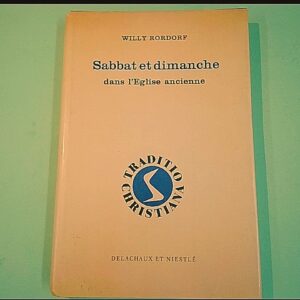 WILLY RORDORF
Sabbat et dimanche
dans l'Eglise ancienne
TRADITIO
CHRISTIANA
DELACHAUX ET NIESTLÉ